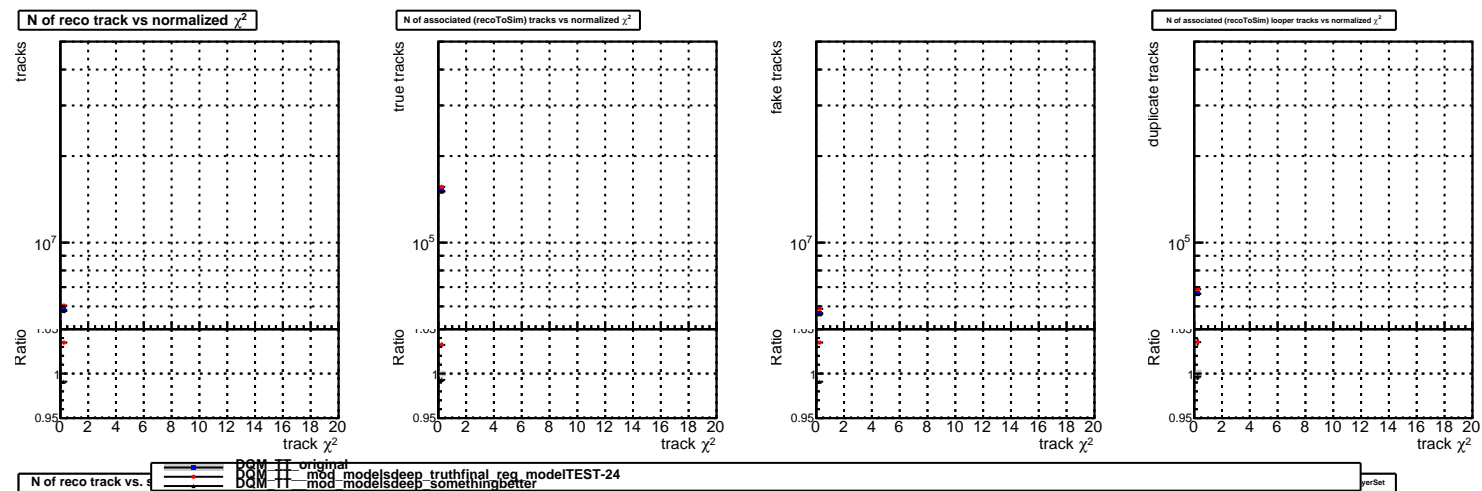 N of reco track vs normalized χ²
N of associated (recoToSim) tracks vs normalized χ²
N of associated (recoToSim) looper tracks vs normalized χ²
tracks
10⁷
Ratio
1
0.95
0 2 4 6 8 10 12 14 16 18 20
track χ²
true tracks
10⁵
Ratio
1
0.95
0 2 4 6 8 10 12 14 16 18 20
track χ²
fake tracks
10⁷
Ratio
1
0.95
0 2 4 6 8 10 12 14 16 18 20
track χ²
duplicate tracks
10⁵
Ratio
1
0.95
0 2 4 6 8 10 12 14 16 18 20
track χ²
DQM_TT_original
DQM_TT__mod_modelsdeep_truthfinal_reg_modelTEST-24
DQM_TT__mod_modelsdeep_somethingbetter
N of reco track vs.
yerSet